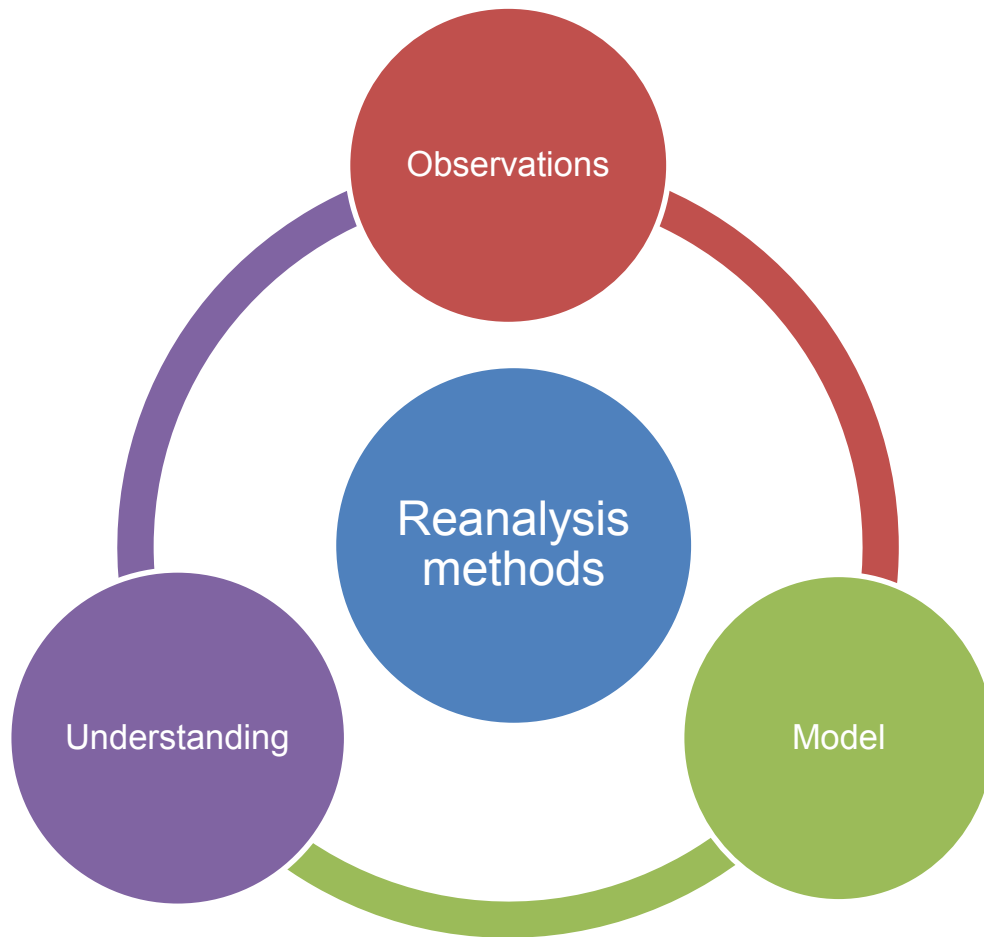 Observations
Reanalysis
methods
Understanding
Model